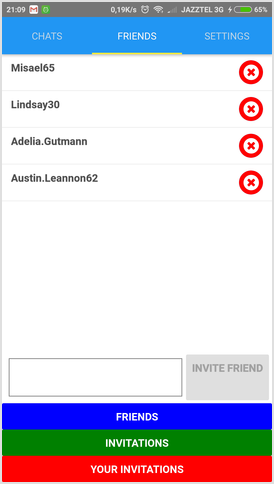 21:09 0,19K/s JAZZTEL 3G 65%
CHATS FRIENDS SETTINGS
Misael65
Lindsay30
Adelia.Gutmann
Austin.Leannon62
INVITE FRIEND
FRIENDS
INVITATIONS
YOUR INVITATIONS